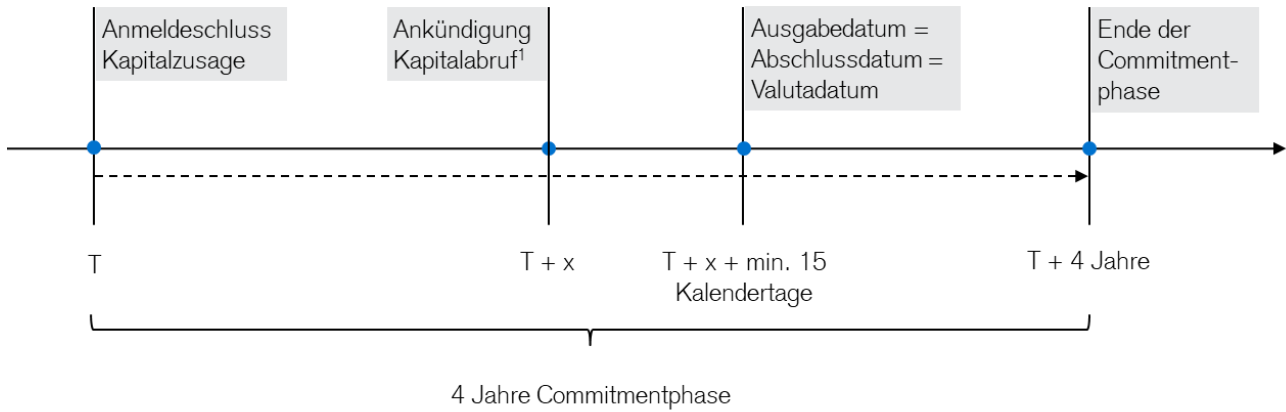 Anmeldeschluss
Kapitalzusage
Ankündigung
Kapitalabruf¹
Ausgabedatum =
Abschlussdatum =
Valutadatum
Ende der
Commitment-
phase
T
T + x
T + x + min. 15
Kalendertage
T + 4 Jahre
4 Jahre Commitmentphase